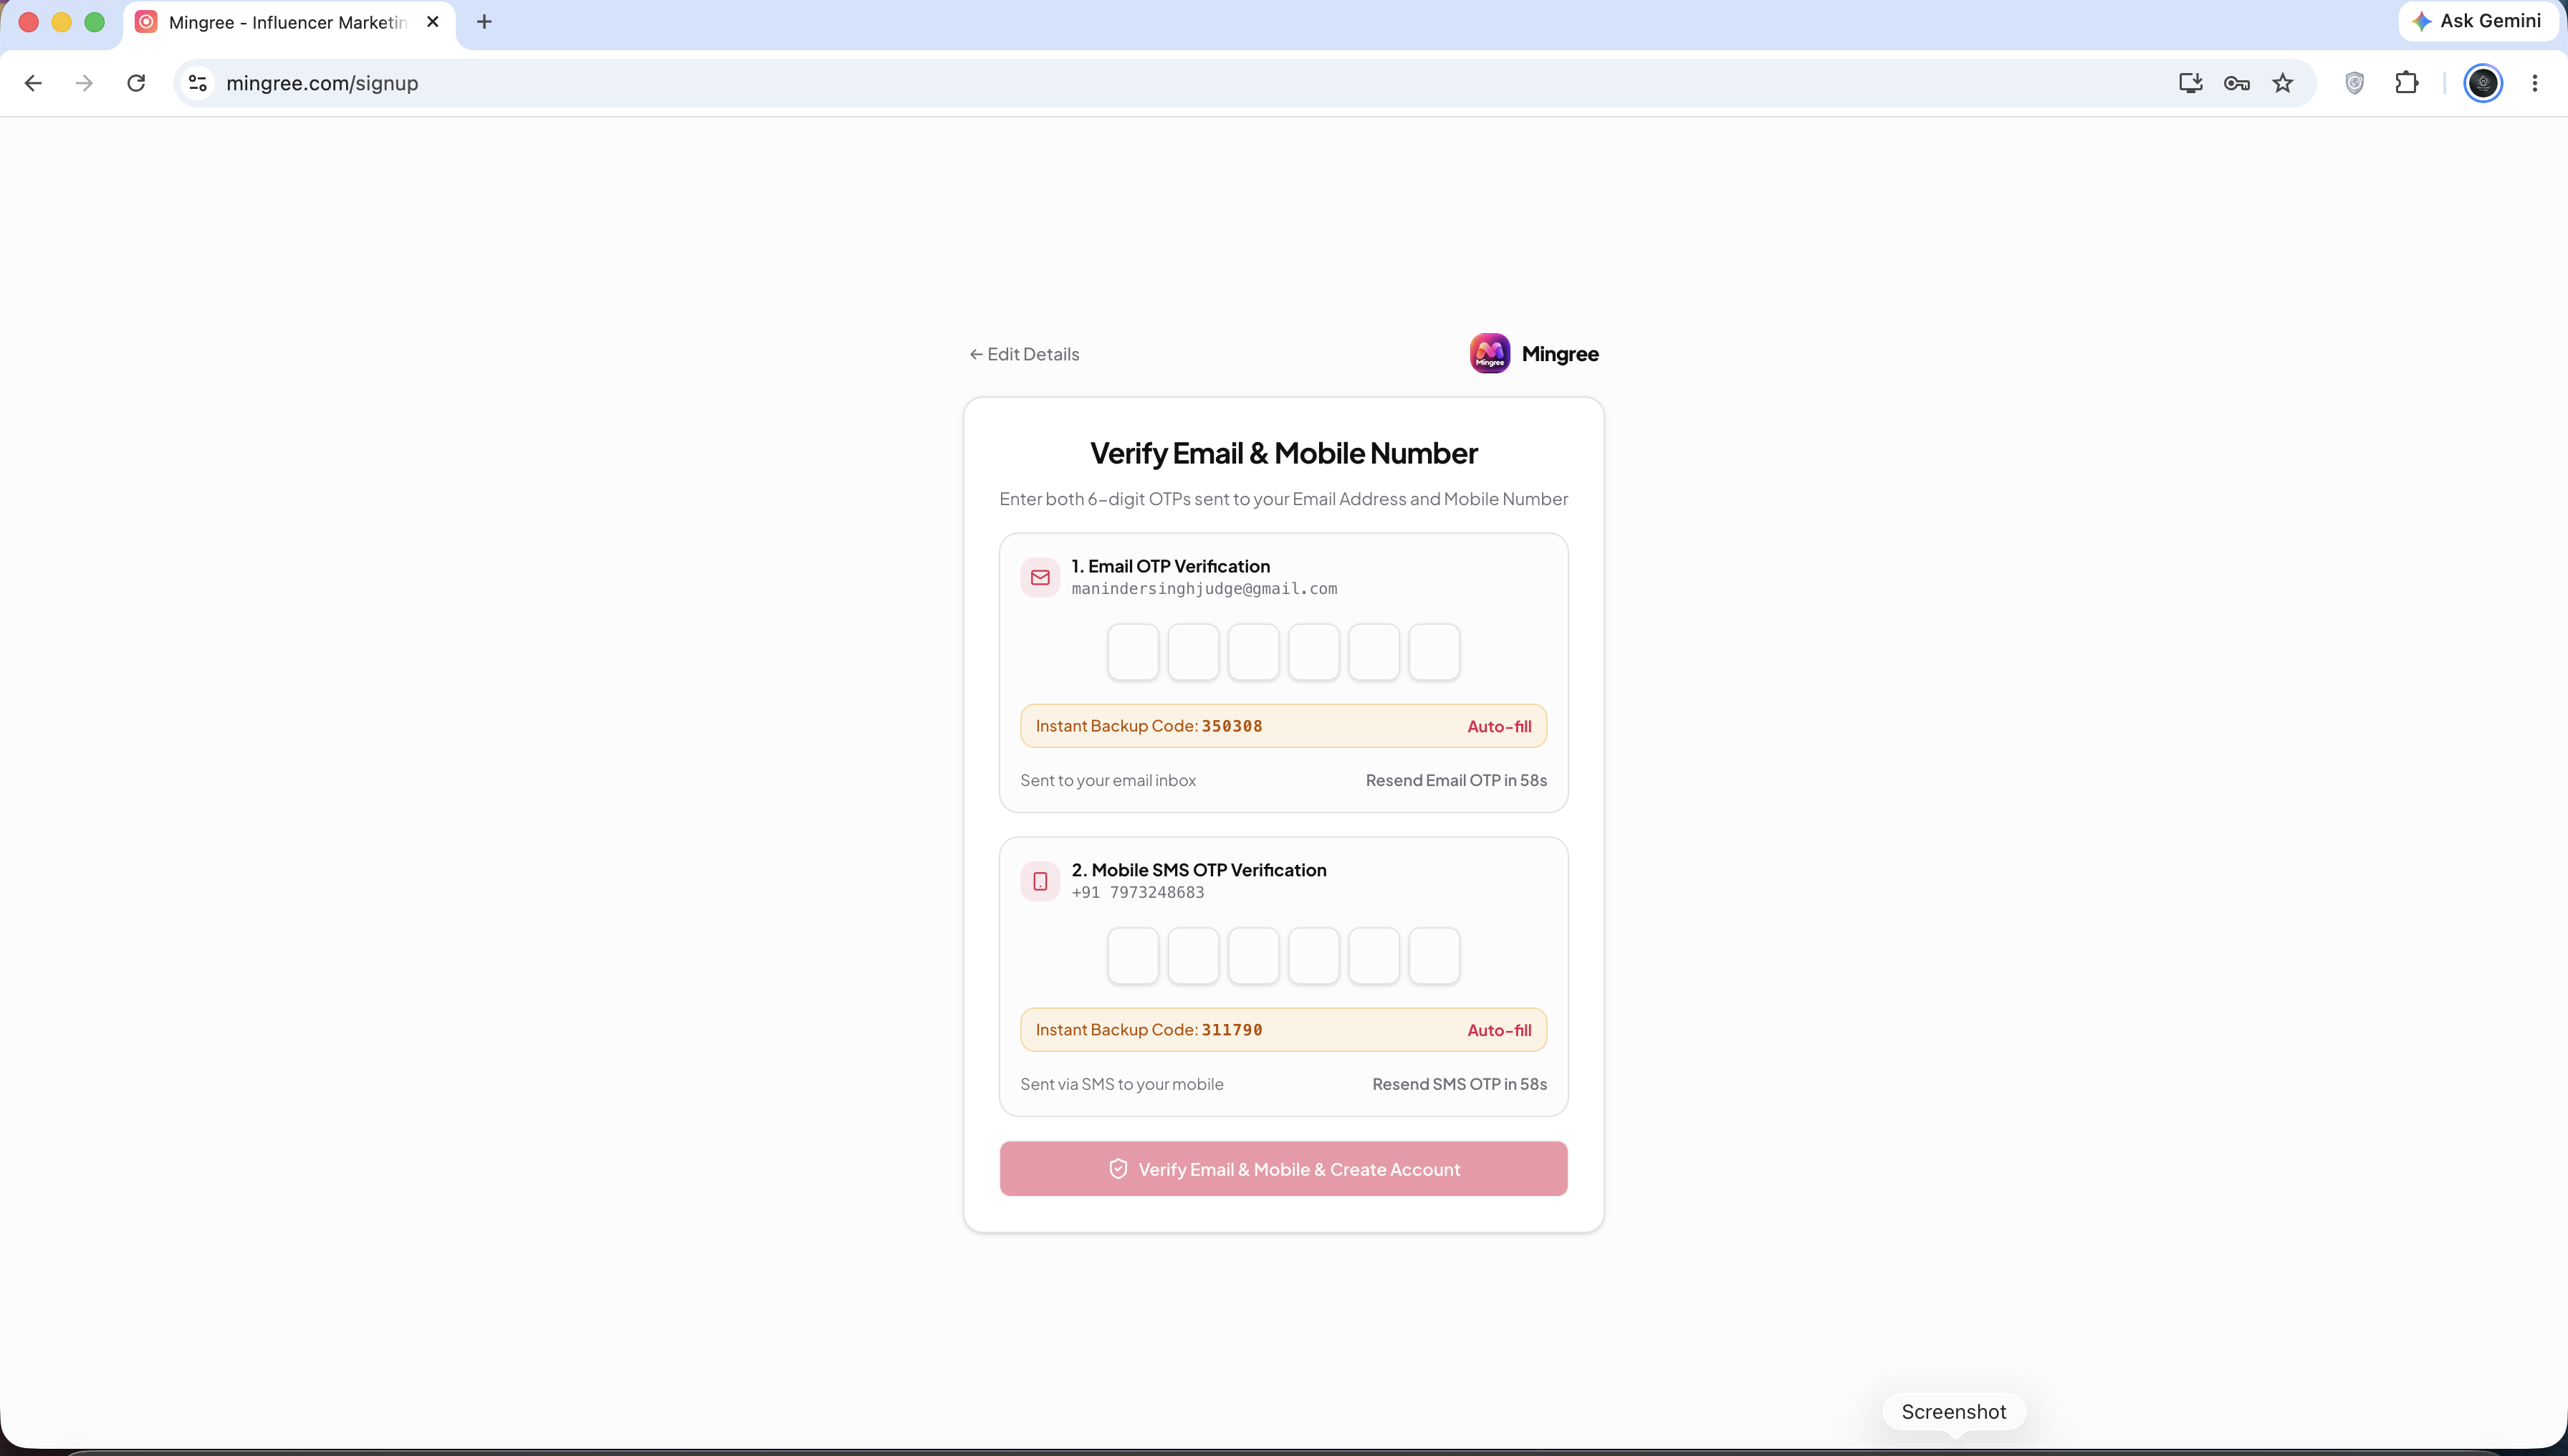 Mingree - Influencer Marketin
Ask Gemini
mingree.com/signup
Edit Details
Mingree
Mingree
Verify Email & Mobile Number
Enter both 6-digit OTPs sent to your Email Address and Mobile Number
1. Email OTP Verification
manindersinghjudge@gmail.com
Instant Backup Code: 350308 Auto-fill
Sent to your email inbox Resend Email OTP in 58s
2. Mobile SMS OTP Verification
+91 7973248683
Instant Backup Code: 311790 Auto-fill
Sent via SMS to your mobile Resend SMS OTP in 58s
Verify Email & Mobile & Create Account
Screenshot